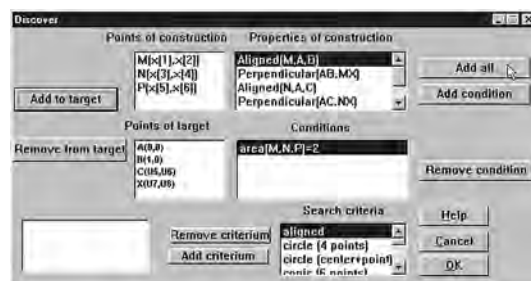 Discover
Points of construction
Properties of construction
M(x[1],x[2])
N(x[3],x[4])
P(x[5],x[6])
Aligned(M,A,B)
Perpendicular(AB,MX)
Aligned(N,A,C)
Perpendicular(AC,NX)
Add all
Add to target
Add condition
Points of target
Conditions
Remove from target
A(0,0)
B(1,0)
C(U5,U6)
X(U7,U8)
area(M,N,P)=2
Remove condition
Search criteria
Remove criterium
Add criterium
aligned
circle (4 points)
circle (center+point)
conic (6 points)
Help
Cancel
OK